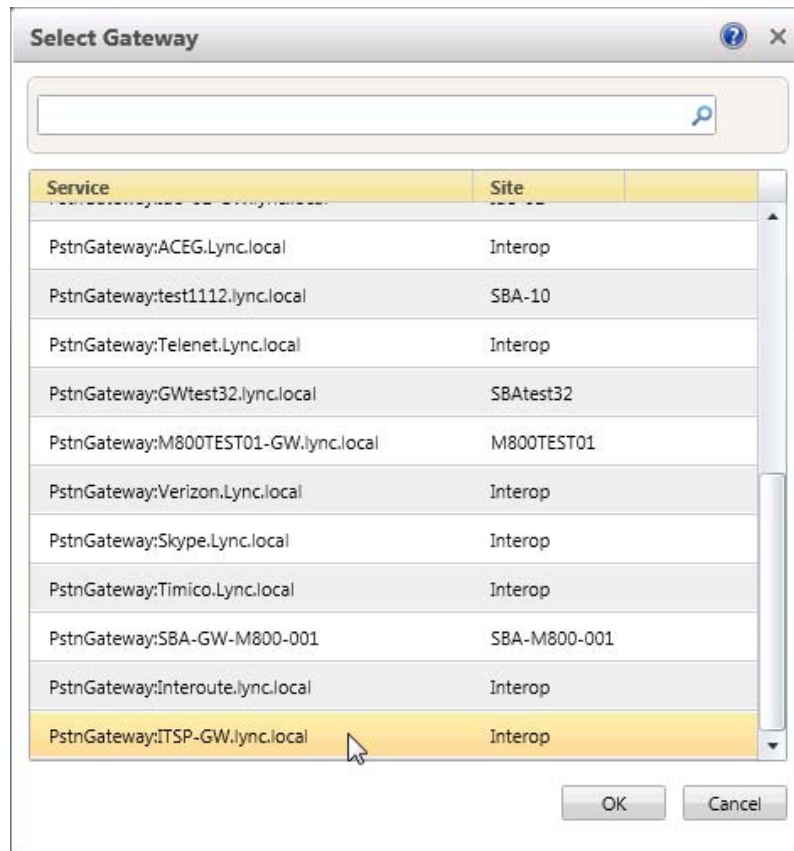 Select Gateway
Service Site
PstnGateway:ACEG.Lync.local Interop
PstnGateway:test1112.lync.local SBA-10
PstnGateway:Telenet.Lync.local Interop
PstnGateway:GWtest32.lync.local SBAtest32
PstnGateway:M800TEST01-GW.lync.local M800TEST01
PstnGateway:Verizon.Lync.local Interop
PstnGateway:Skype.Lync.local Interop
PstnGateway:Timico.Lync.local Interop
PstnGateway:SBA-GW-M800-001 SBA-M800-001
PstnGateway:Interoute.lync.local Interop
PstnGateway:ITSP-GW.lync.local Interop
OK Cancel